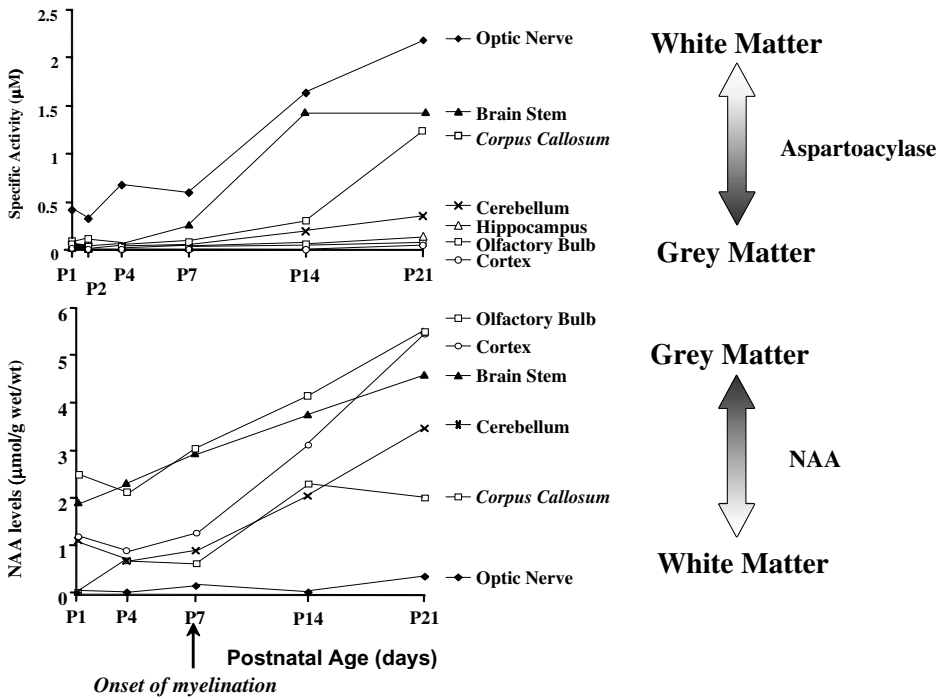 Specific Activity (µM)
2.5
2
1.5
1
0.5
0
P1
P2
P4
P7
P14
P21
Optic Nerve
Brain Stem
Corpus Callosum
Cerebellum
Hippocampus
Olfactory Bulb
Cortex
White Matter
Aspartoacylase
Grey Matter
NAA levels (µmol/g wet/wt)
6
5
4
3
2
1
0
P1
P4
P7
P14
P21
Olfactory Bulb
Cortex
Brain Stem
Cerebellum
Corpus Callosum
Optic Nerve
Grey Matter
NAA
White Matter
Postnatal Age (days)
Onset of myelination